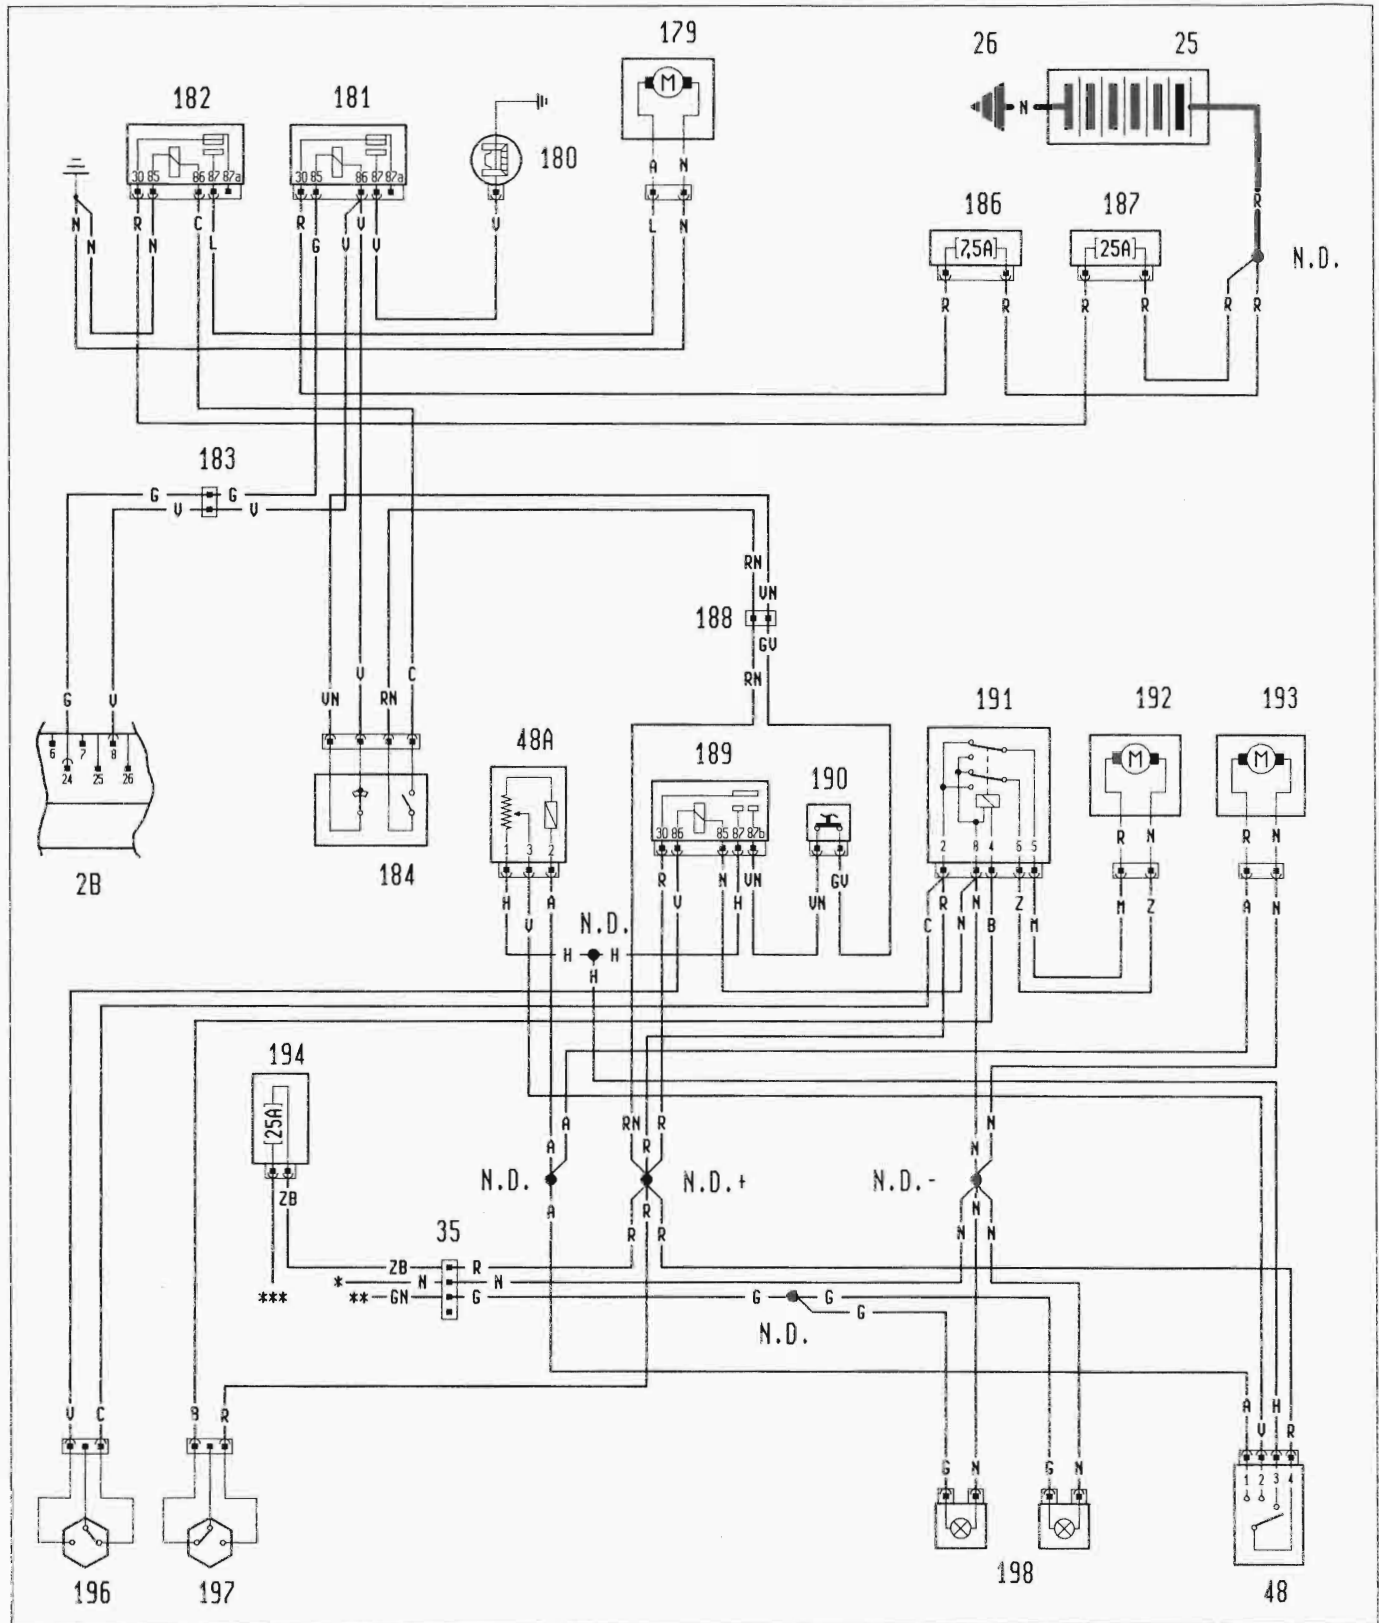 179
26
25
182
181
M
N
180
186
187
30 85 86 87 87a
30 85 86 87 87a
A N
R
[7,5A]
[25A]
N.D.
N
N
R
N
C
L
R
G
V
V
V
L
N
R
R
R
R
R
R
183
G
G
V
V
RN
VN
188
GV
RN
G
V
VN
V
RN
C
191
192
193
48A
189
190
M
M
6
7
8
24
25
26
30 86 85 87 87b
2
8
4
6
5
R
N
R
N
1
3
2
184
2B
H
V
A
R
V
N
H
VN
VN
GV
C
R
N
N
B
Z
M
M
Z
A
N
N.D.
H
H
H
194
[25A]
RN
R
R
A
A
N
N
N.D.
N.D.+
N.D.-
ZB
A
R
R
R
N
N
N
35
ZB
R
*
N
N
***
**
GN
G
G
G
G
N.D.
V
C
B
R
A
V
H
R
G
N
G
N
1
2
3
4
196
197
198
48